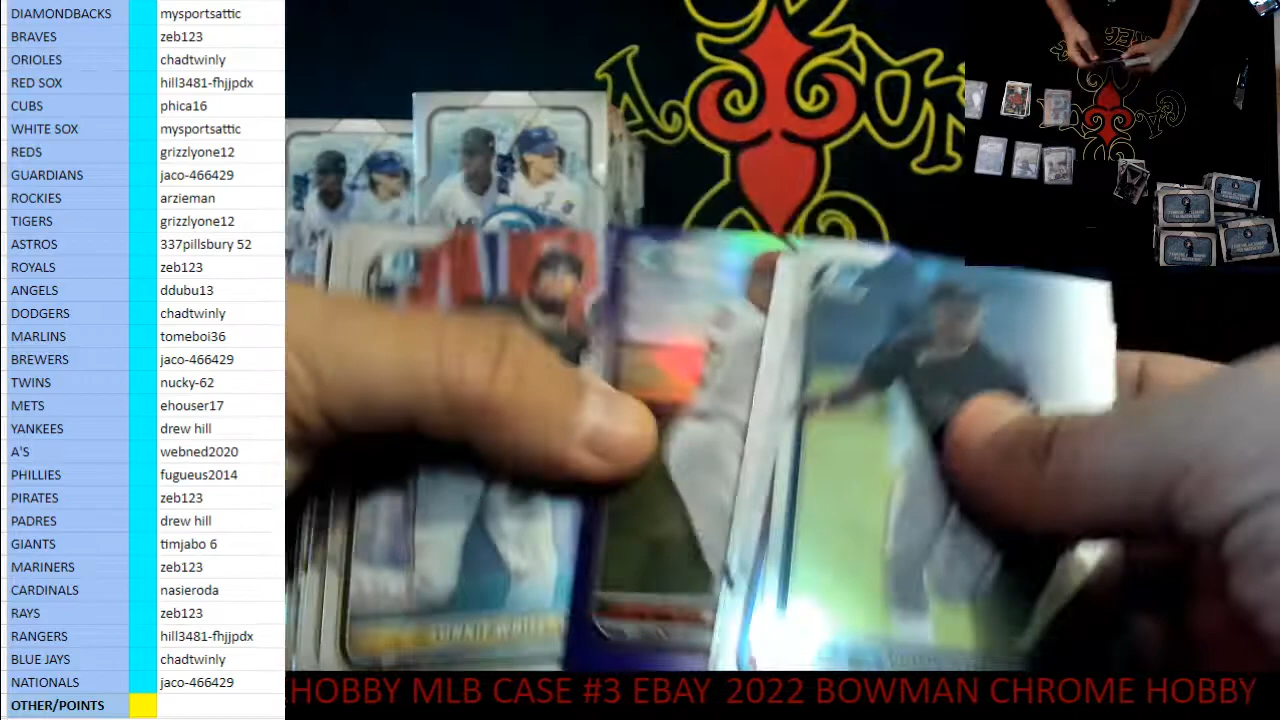 DIAMONDBACKS mysportsattic
BRAVES zeb123
ORIOLES chadtwinly
RED SOX hill3481-fhjjpdx
CUBS phica16
WHITE SOX mysportsattic
REDS grizzlyone12
GUARDIANS jaco-466429
ROCKIES arzieman
TIGERS grizzlyone12
ASTROS 337pillsbury 52
ROYALS zeb123
ANGELS ddubu13
DODGERS chadtwinly
MARLINS tomeboi36
BREWERS jaco-466429
TWINS nucky-62
METS ehouser17
YANKEES drew hill
A'S webned2020
PHILLIES fugueus2014
PIRATES zeb123
PADRES drew hill
GIANTS timjabo 6
MARINERS zeb123
CARDINALS nasieroda
RAYS zeb123
RANGERS hill3481-fhjjpdx
BLUE JAYS chadtwinly
NATIONALS jaco-466429
OTHER/POINTS
HOBBY MLB CASE #3 EBAY 2022 BOWMAN CHROME HOBBY